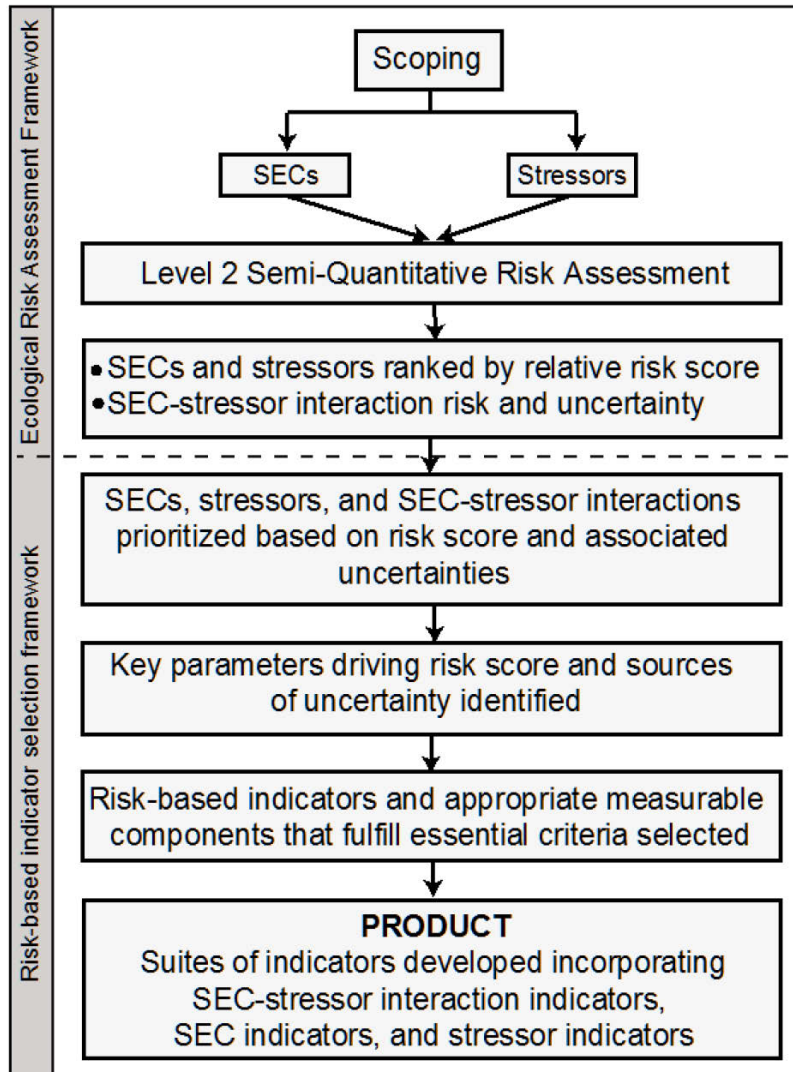 Ecological Risk Assessment Framework
Scoping
SECs
Stressors
Level 2 Semi-Quantitative Risk Assessment
•SECs and stressors ranked by relative risk score
•SEC-stressor interaction risk and uncertainty
Risk-based indicator selection framework
SECs, stressors, and SEC-stressor interactions
prioritized based on risk score and associated
uncertainties
Key parameters driving risk score and sources
of uncertainty identified
Risk-based indicators and appropriate measurable
components that fulfill essential criteria selected
PRODUCT
Suites of indicators developed incorporating
SEC-stressor interaction indicators,
SEC indicators, and stressor indicators